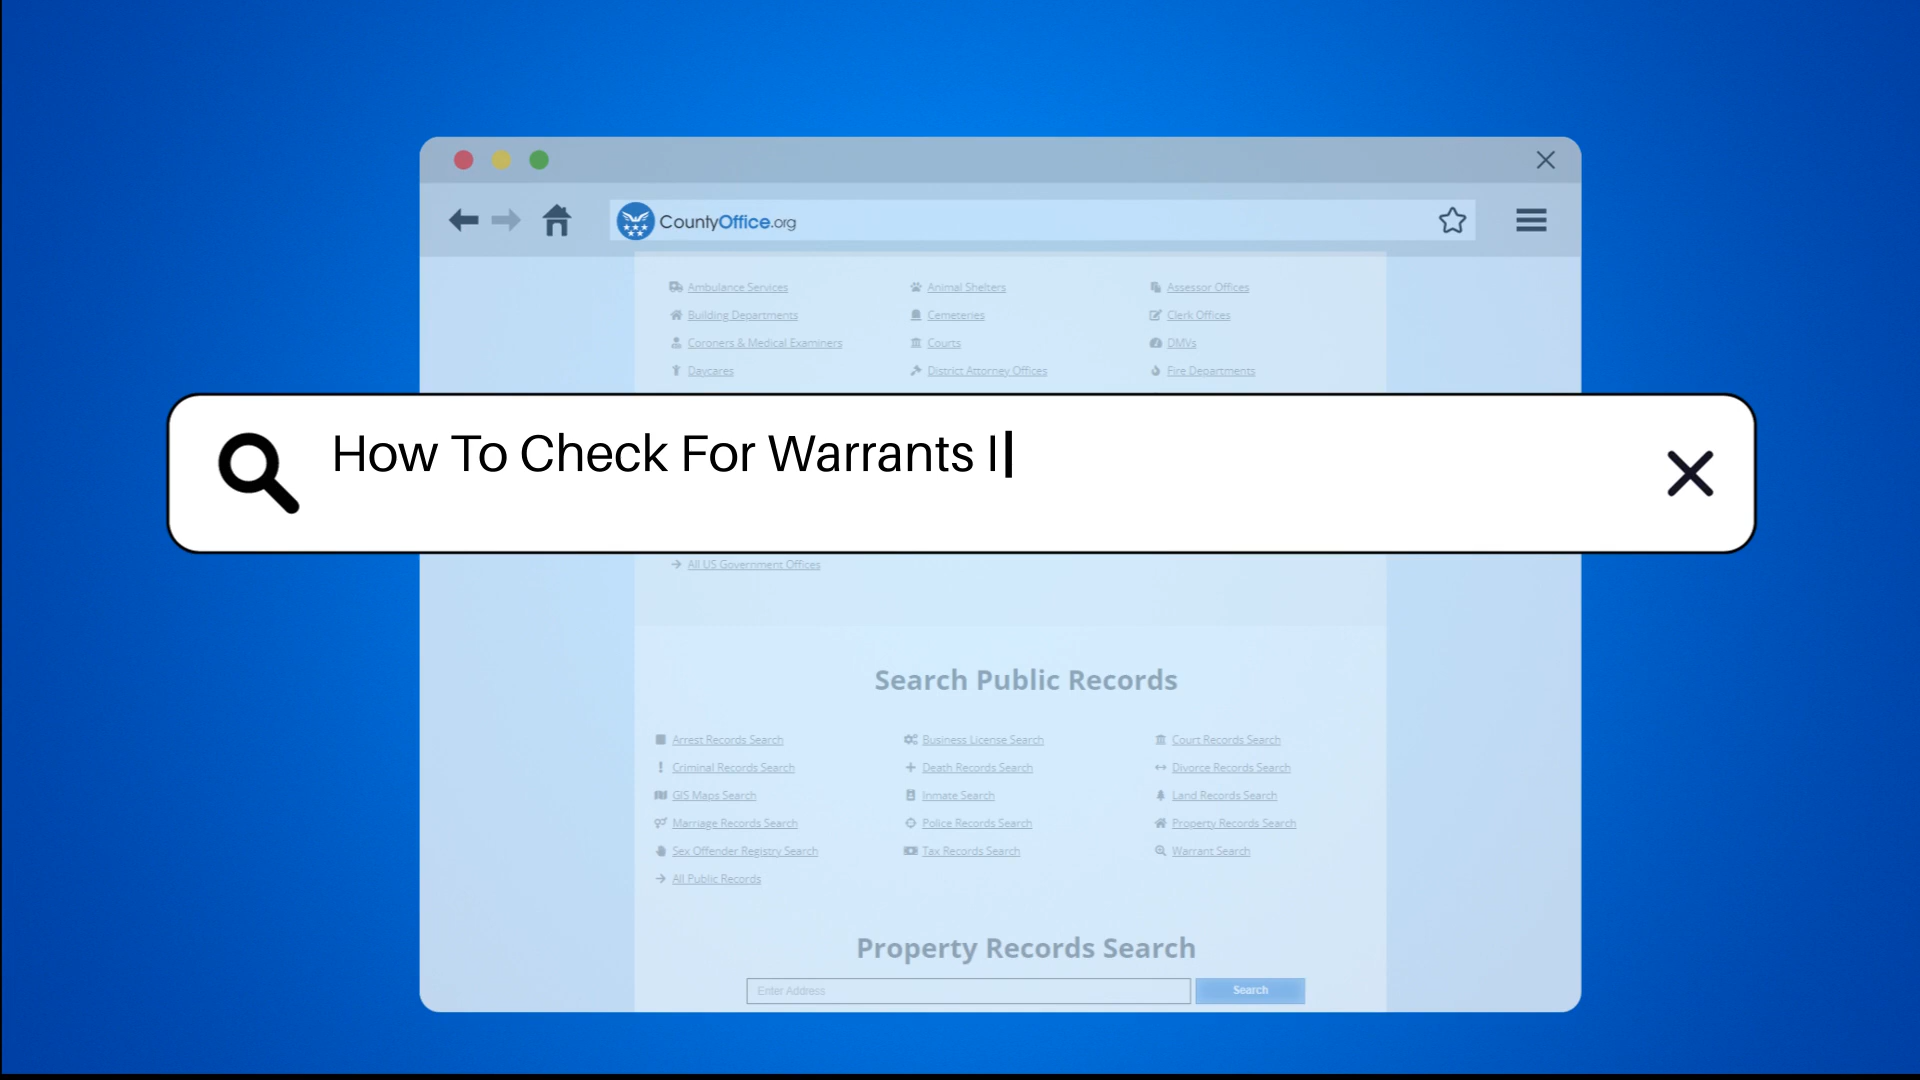 CountyOffice.org
Ambulance Services Animal Shelters Assessor Offices
Building Departments Cemeteries Clerk Offices
Coroners & Medical Examiners Courts DMVs
Daycares District Attorney Offices Fire Departments
How To Check For Warrants I
All US Government Offices
Search Public Records
Arrest Records Search Business License Search Court Records Search
Criminal Records Search Death Records Search Divorce Records Search
GIS Maps Search Inmate Search Land Records Search
Marriage Records Search Police Records Search Property Records Search
Sex Offender Registry Search Tax Records Search Warrant Search
All Public Records
Property Records Search
Enter Address Search